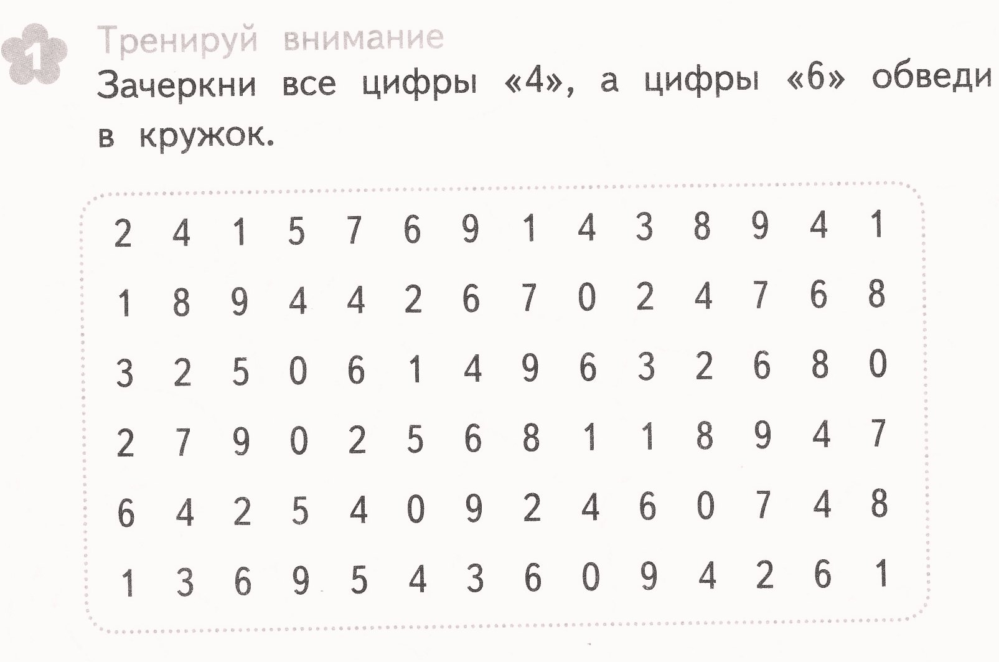 1
Тренируй внимание
Зачеркни все цифры «4», а цифры «6» обведи
в кружок.
2 4 1 5 7 6 9 1 4 3 8 9 4 1
1 8 9 4 4 2 6 7 0 2 4 7 6 8
3 2 5 0 6 1 4 9 6 3 2 6 8 0
2 7 9 0 2 5 6 8 1 1 8 9 4 7
6 4 2 5 4 0 9 2 4 6 0 7 4 8
1 3 6 9 5 4 3 6 0 9 4 2 6 1